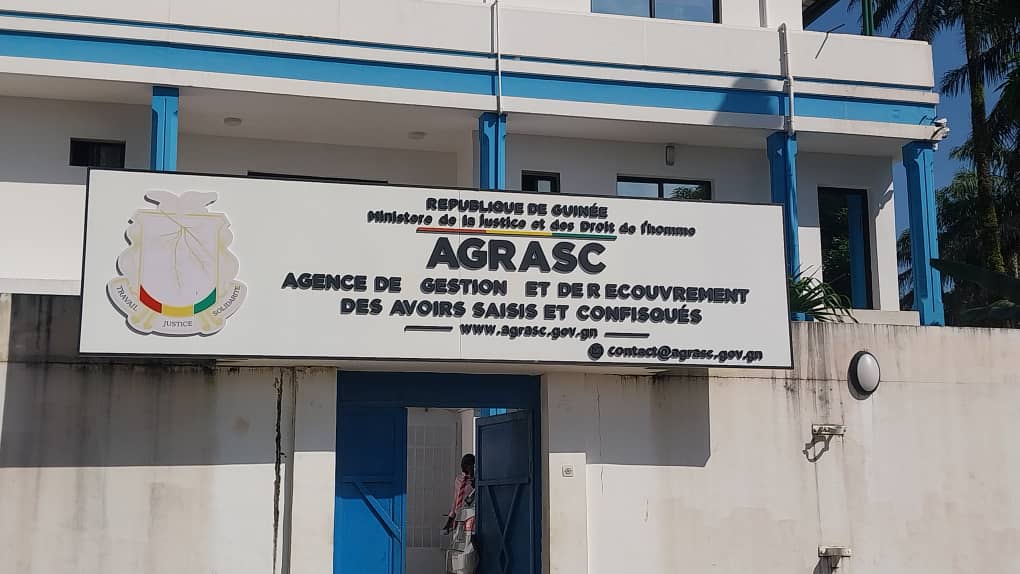 REPUBLIQUE DE GUINÉE
Ministere de la Justice et des Droit de l'homme
AGRASC
AGENCE DE GESTION ET DE R ECOUVREMENT
DES AVOIRS SAISIS ET CONFISQUÉS
www.agrasc.gov.gn
contact@agrasc.gov.gn
TRAVAIL JUSTICE SOLIDARITÉ